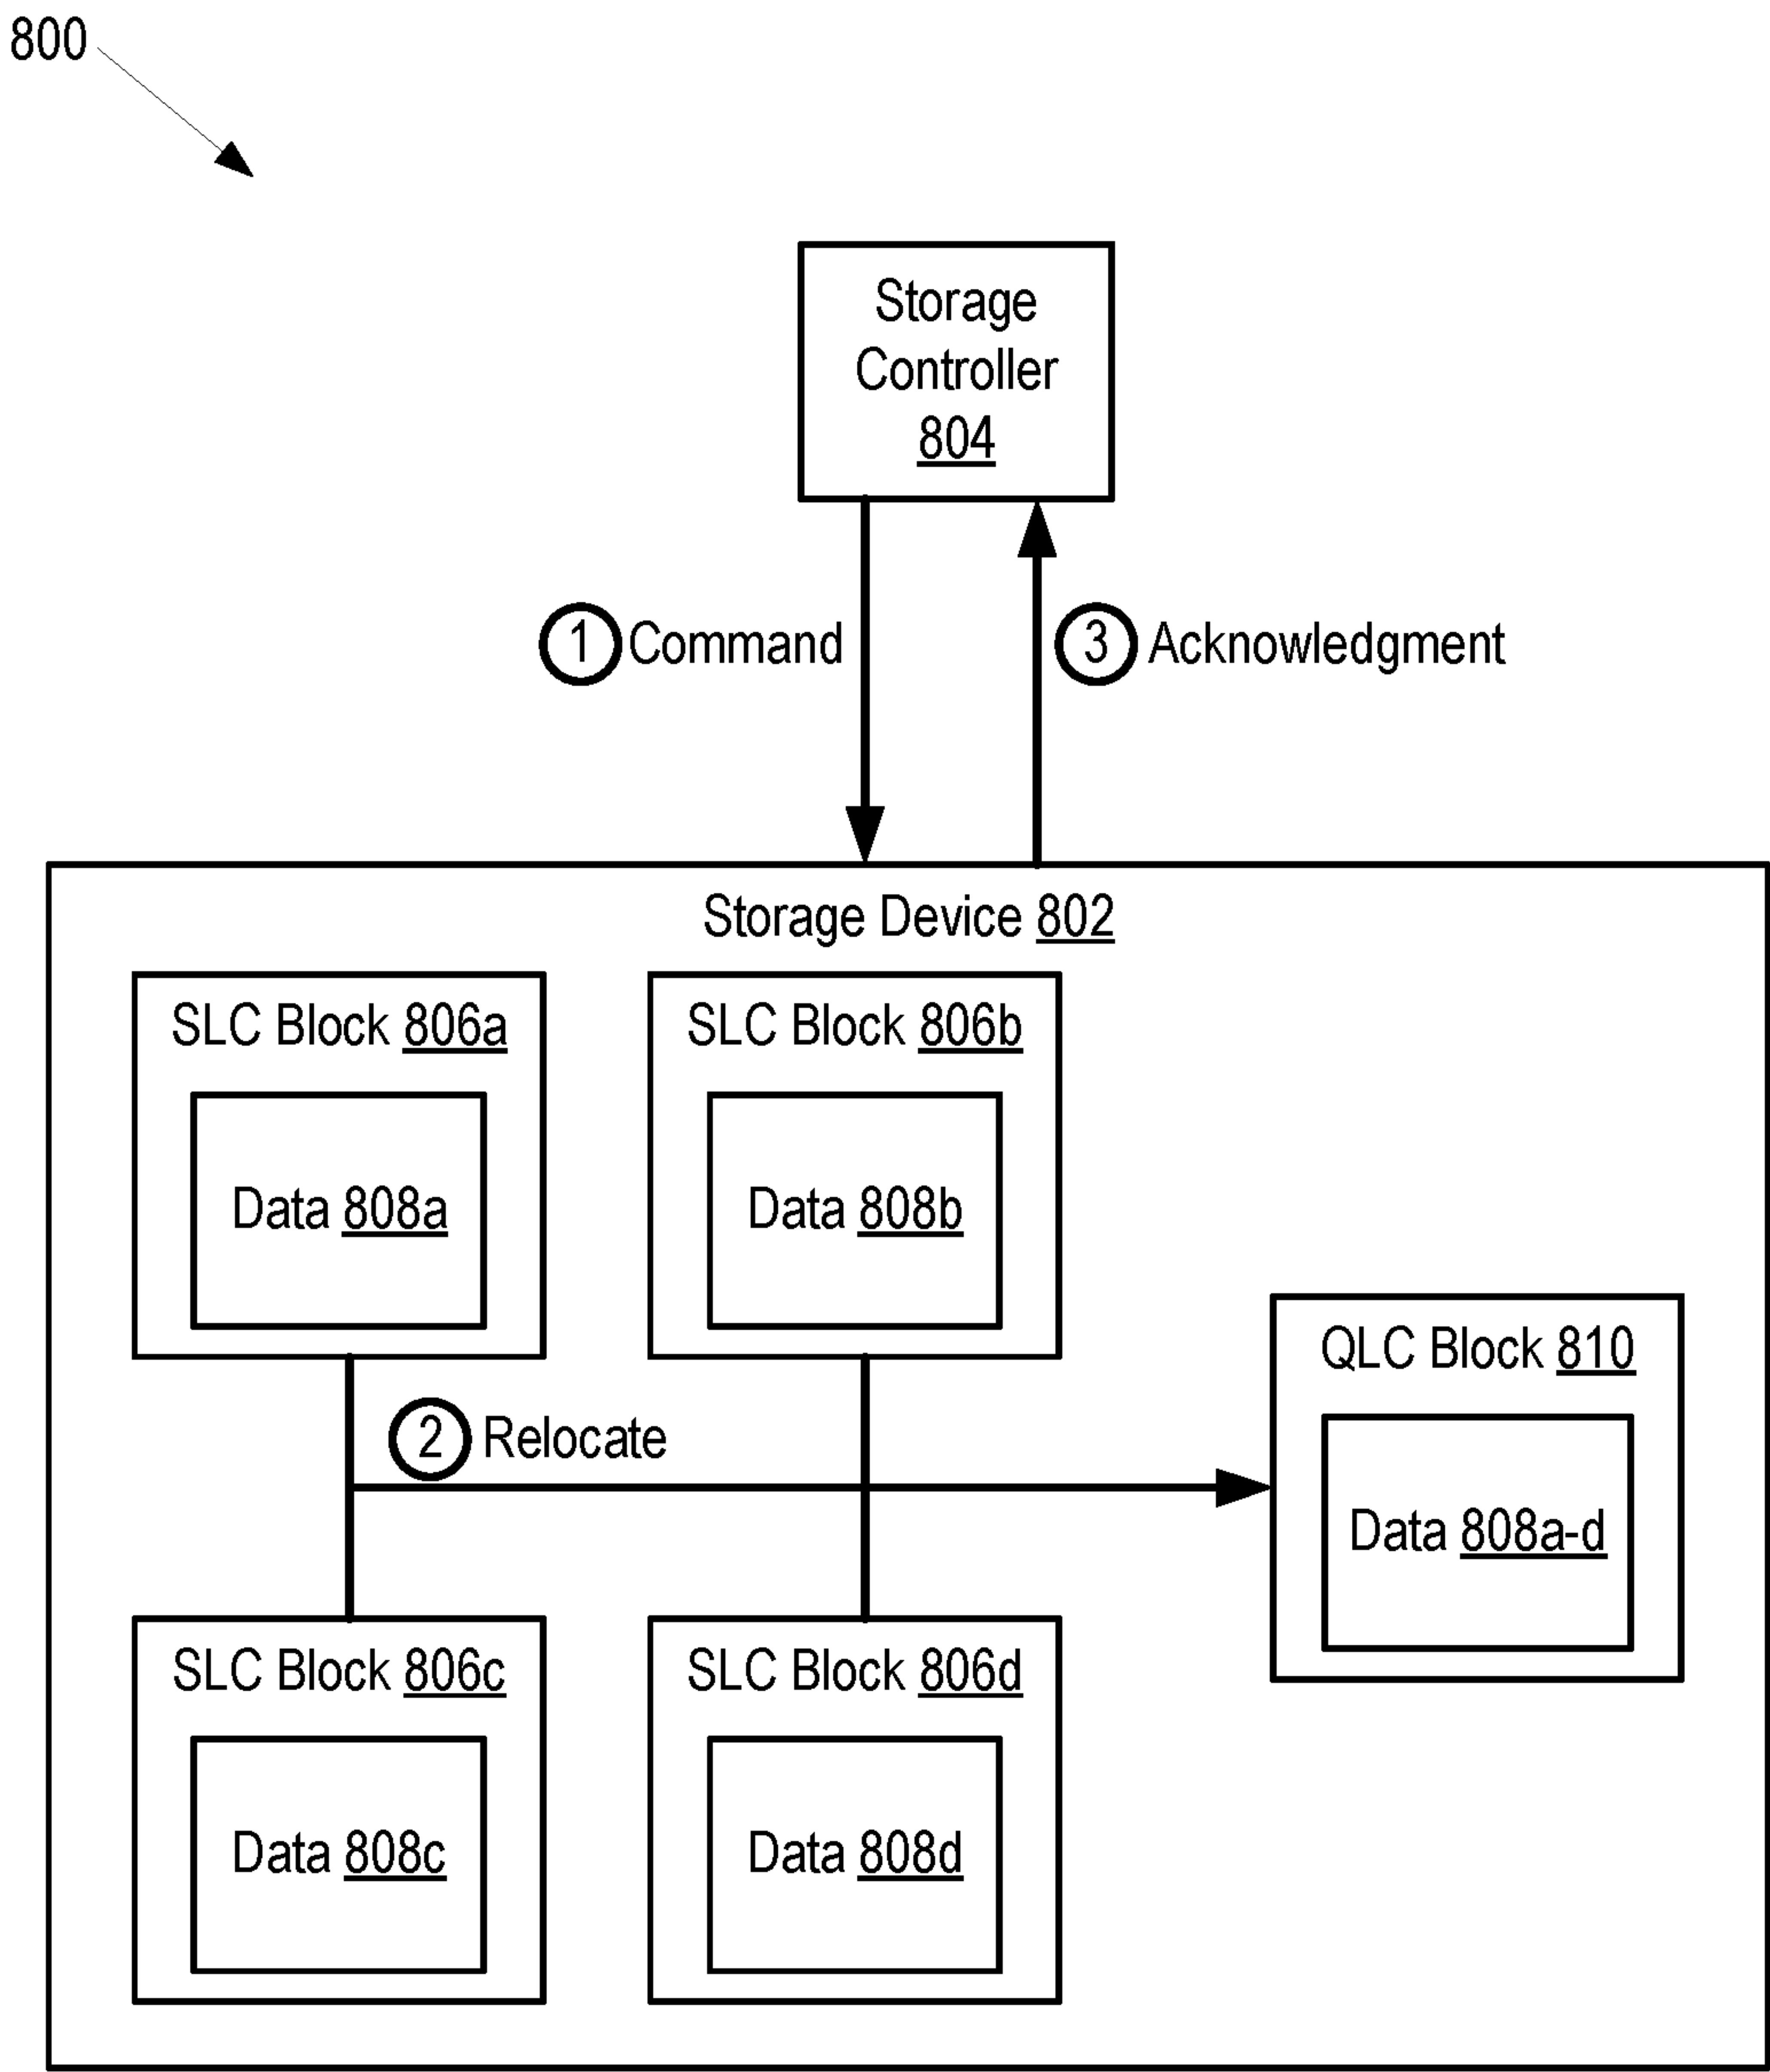 800
Storage
Controller
804
1 Command
3 Acknowledgment
Storage Device 802
SLC Block 806a
SLC Block 806b
Data 808a
Data 808b
QLC Block 810
2 Relocate
Data 808a-d
SLC Block 806c
SLC Block 806d
Data 808c
Data 808d